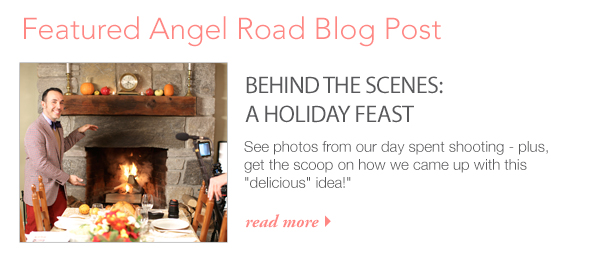 Featured Angel Road Blog Post
BEHIND THE SCENES:
A HOLIDAY FEAST
See photos from our day spent shooting - plus,
get the scoop on how we came up with this
"delicious" idea!"
read more